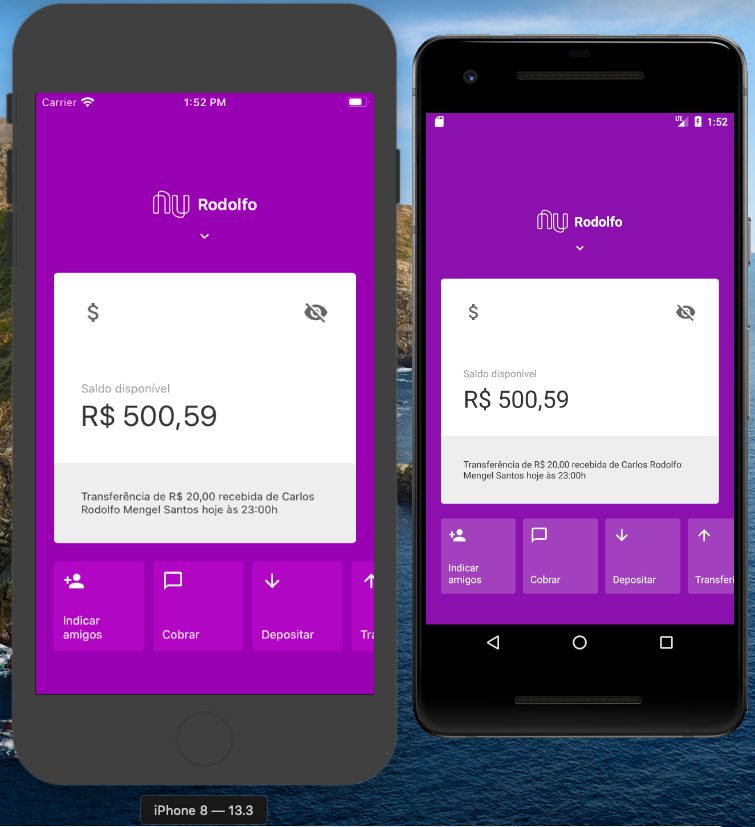 Carrier
1:52 PM
nu Rodolfo
$
Saldo disponível
R$ 500,59
Transferência de R$ 20,00 recebida de Carlos
Rodolfo Mengel Santos hoje às 23:00h
Indicar
amigos
Cobrar
Depositar
Tra
iPhone 8 — 13.3
LTE
1:52
nu Rodolfo
$
Saldo disponível
R$ 500,59
Transferência de R$ 20,00 recebida de Carlos Rodolfo
Mengel Santos hoje às 23:00h
Indicar
amigos
Cobrar
Depositar
Transferi